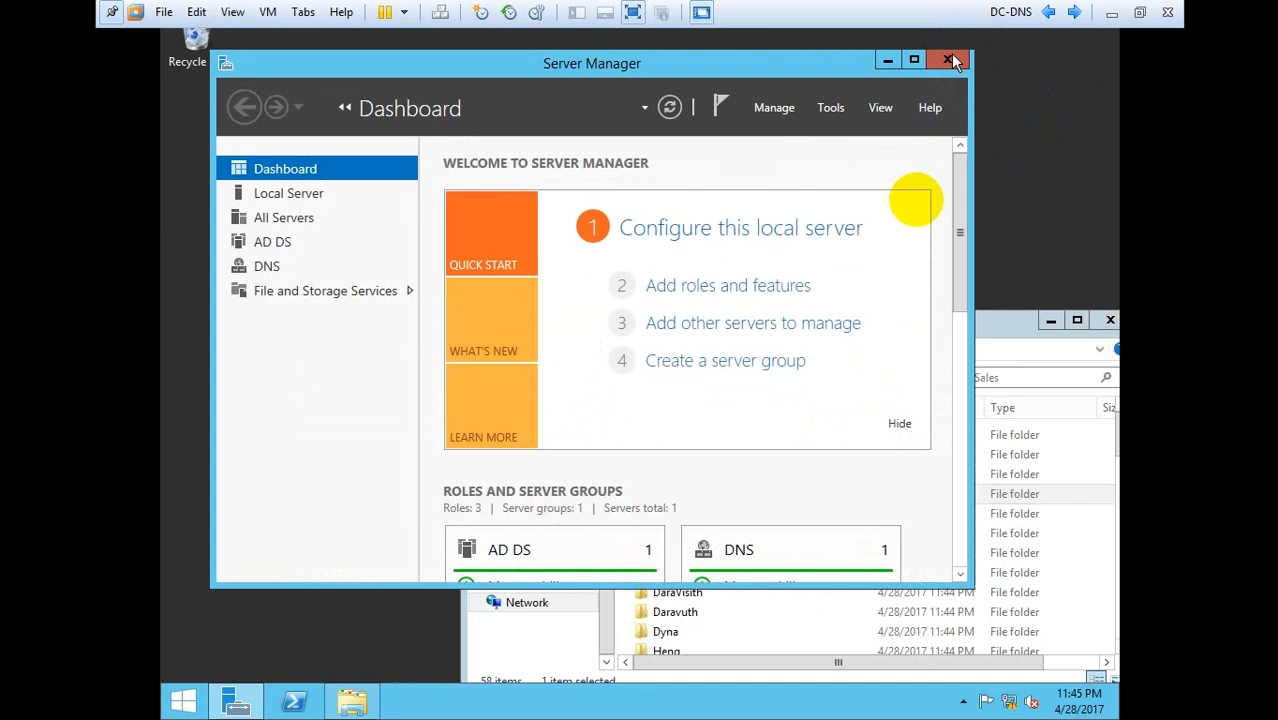 File Edit View VM Tabs Help
DC-DNS
Recycle
Server Manager
Dashboard
Manage Tools View Help
Dashboard
Local Server
All Servers
AD DS
DNS
File and Storage Services
WELCOME TO SERVER MANAGER
QUICK START
WHAT'S NEW
LEARN MORE
1 Configure this local server
2 Add roles and features
3 Add other servers to manage
4 Create a server group
Hide
ROLES AND SERVER GROUPS
Roles: 3 | Server groups: 1 | Servers total: 1
AD DS 1
DNS 1
Sales
Type Siz
File folder
File folder
File folder
File folder
File folder
File folder
File folder
File folder
DaraVisith 4/28/2017 11:44 PM File folder
Daravuth 4/28/2017 11:44 PM File folder
Dyna 4/28/2017 11:44 PM File folder
Heng 4/28/2017 11:44 PM File folder
Network
58 items 1 item selected
11:45 PM
4/28/2017